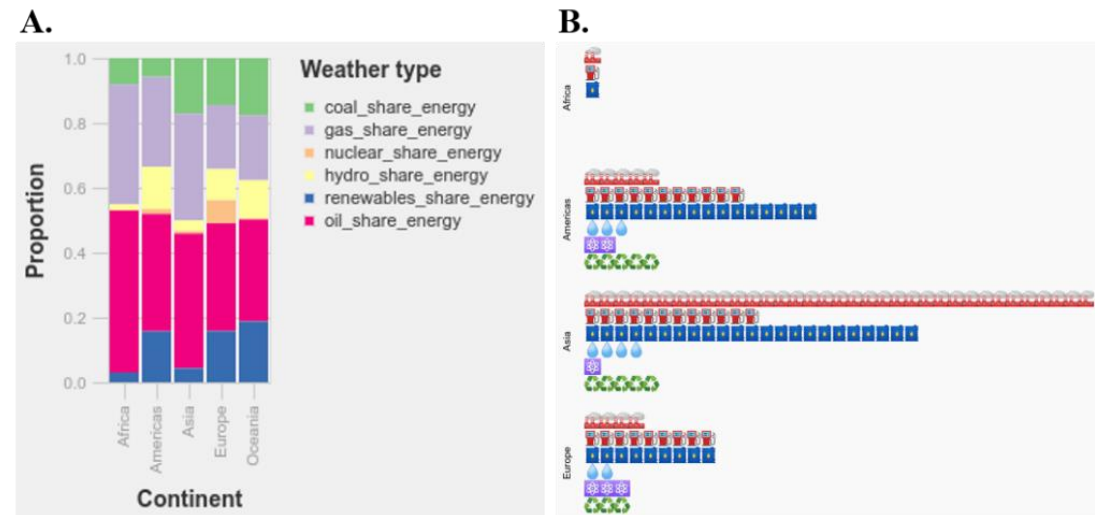 A.
1.0
0.8
0.6
0.4
0.2
0.0
Proportion
Africa
Americas
Asia
Europe
Oceania
Continent
Weather type
coal_share_energy
gas_share_energy
nuclear_share_energy
hydro_share_energy
renewables_share_energy
oil_share_energy
B.
Africa
Americas
Asia
Europe